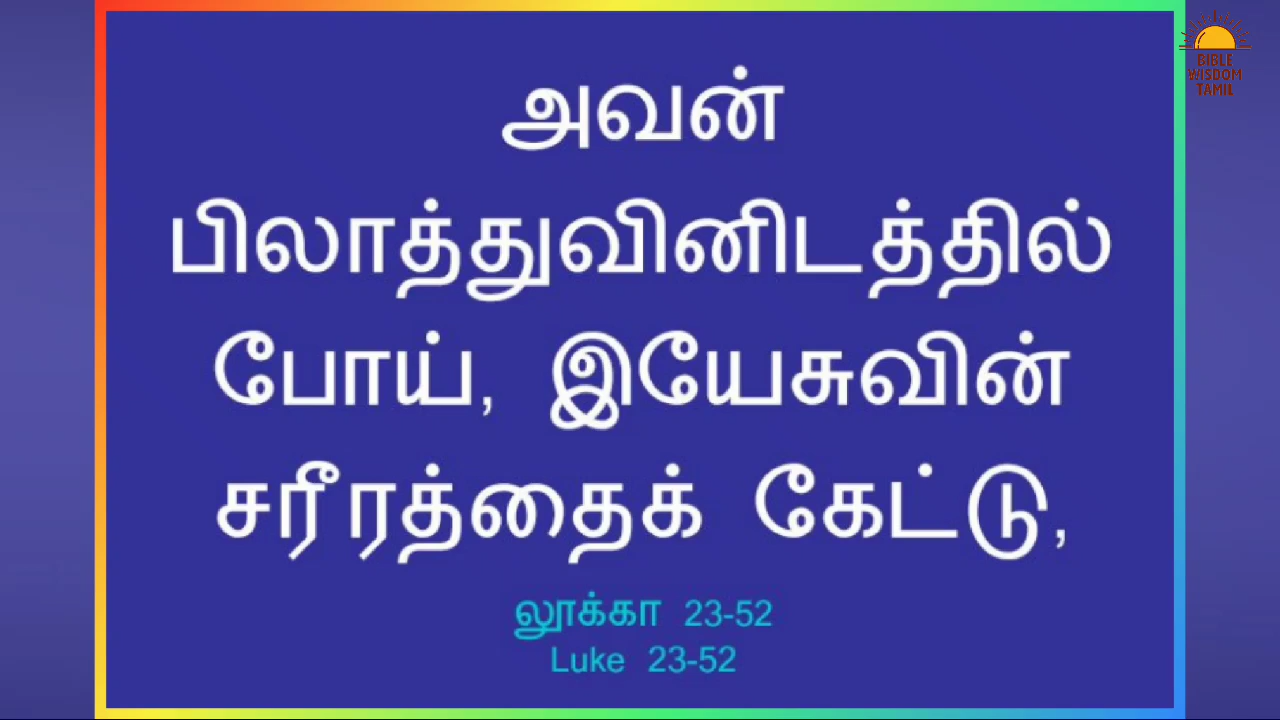 அவன்
பிலாத்துவினிடத்தில்
போய், இயேசுவின்
சரீரத்தைக் கேட்டு,
லூக்கா 23-52
Luke 23-52
BIBLE
WISDOM
TAMIL